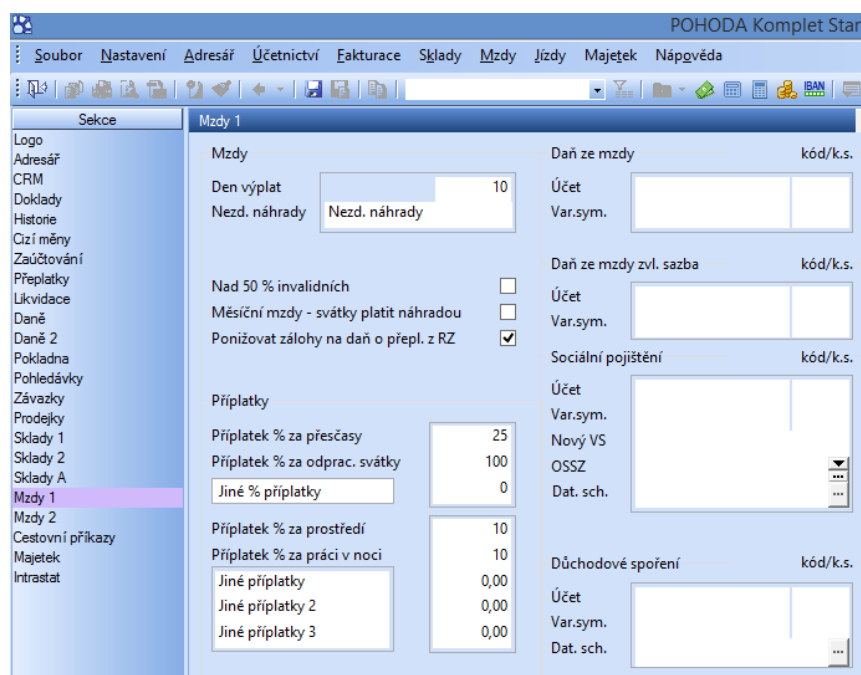 POHODA Komplet Star
Soubor Nastavení Adresář Účetnictví Fakturace Sklady Mzdy Jízdy Majetek Nápověda
IBAN
Sekce
Logo
Adresář
CRM
Doklady
Historie
Cizí měny
Zaúčtování
Přeplatky
Likvidace
Daně
Daně 2
Pokladna
Pohledávky
Závazky
Prodejky
Sklady 1
Sklady 2
Sklady A
Mzdy 1
Mzdy 2
Cestovní příkazy
Majetek
Intrastat
Mzdy 1
Mzdy
Den výplat 10
Nezd. náhrady Nezd. náhrady
Nad 50 % invalidních
Měsíční mzdy - svátky platit náhradou
Ponižovat zálohy na daň o přepl. z RZ
Příplatky
Příplatek % za přesčasy 25
Příplatek % za odprac. svátky 100
Jiné % příplatky 0
Příplatek % za prostředí 10
Příplatek % za práci v noci 10
Jiné příplatky 0,00
Jiné příplatky 2 0,00
Jiné příplatky 3 0,00
Daň ze mzdy kód/k.s.
Účet
Var.sym.
Daň ze mzdy zvl. sazba kód/k.s.
Účet
Var.sym.
Sociální pojištění kód/k.s.
Účet
Var.sym.
Nový VS
OSSZ
Dat. sch.
Důchodové spoření kód/k.s.
Účet
Var.sym.
Dat. sch.